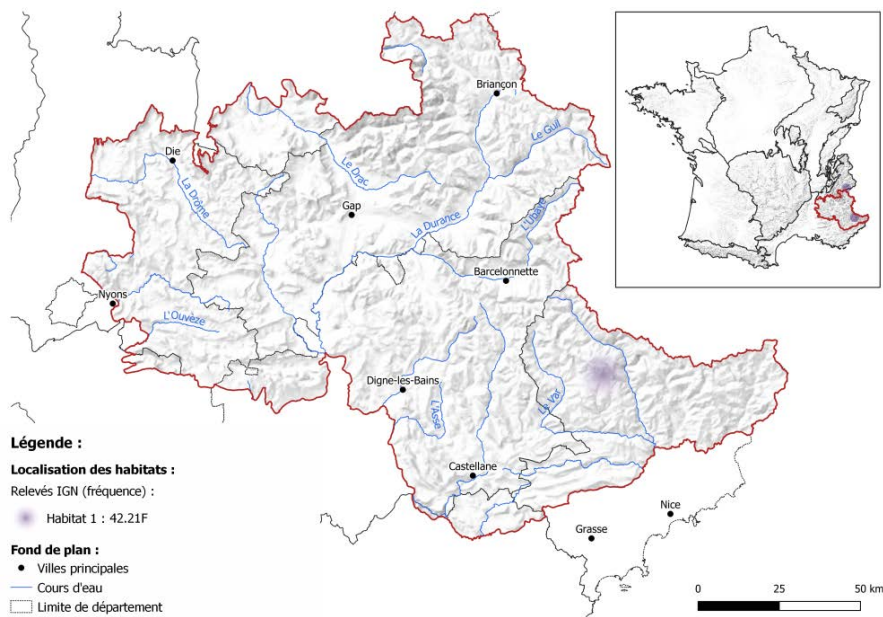 Briançon
Le Guil
Die
Le Drac
La Drôme
Gap
La Durance
L'Ubaye
Barcelonnette
Nyons
L'Ouvèze
Digne-les-Bains
L'Asse
Le Var
Castellane
Nice
Grasse
Légende :
Localisation des habitats :
Relevés IGN (fréquence) :
Habitat 1 : 42.21F
Fond de plan :
Villes principales
Cours d'eau
Limite de département
0 25 50 km